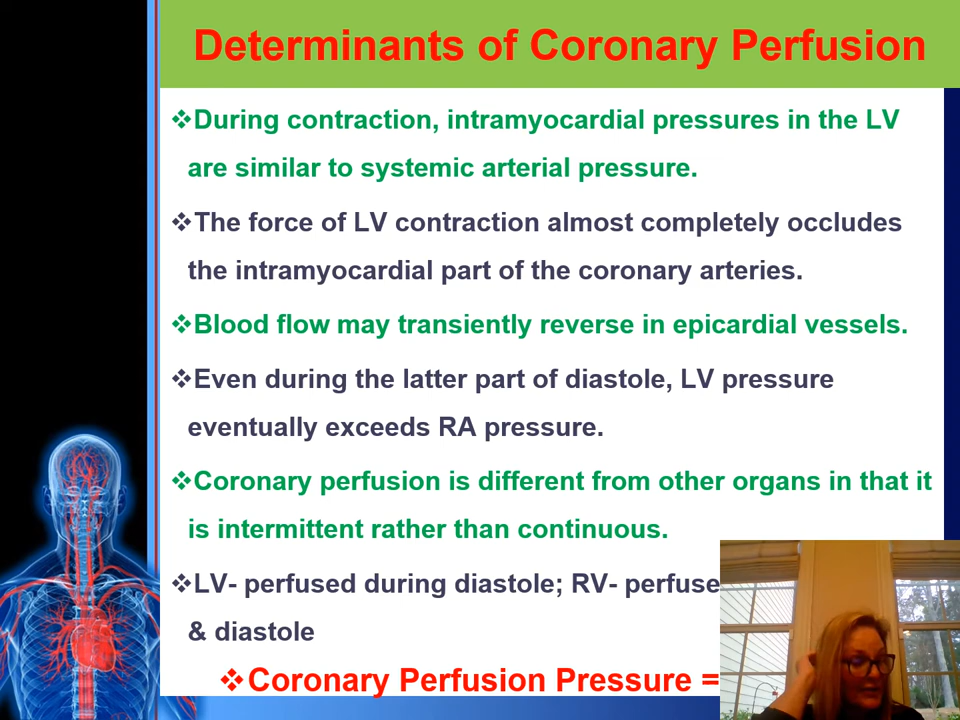 Determinants of Coronary Perfusion
❖During contraction, intramyocardial pressures in the LV
are similar to systemic arterial pressure.
❖The force of LV contraction almost completely occludes
the intramyocardial part of the coronary arteries.
❖Blood flow may transiently reverse in epicardial vessels.
❖Even during the latter part of diastole, LV pressure
eventually exceeds RA pressure.
❖Coronary perfusion is different from other organs in that it
is intermittent rather than continuous.
❖LV- perfused during diastole; RV- perfuse
& diastole
❖Coronary Perfusion Pressure =